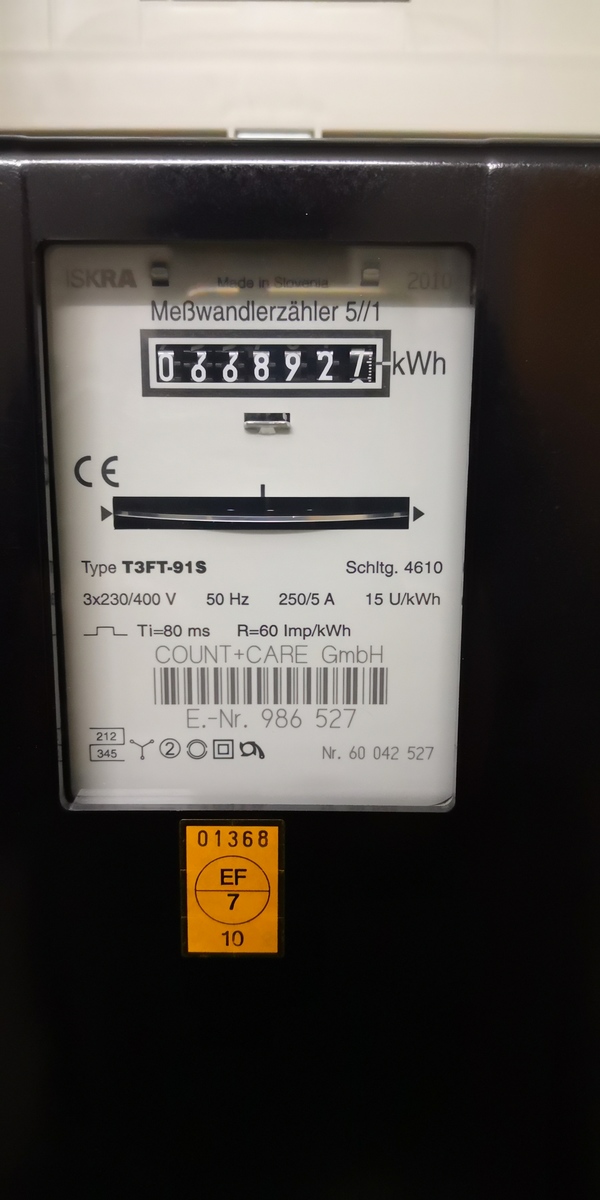 ISKRA Made in Slovenia 2010
Meßwandlerzähler 5//1
0668927 kWh
CE
Type T3FT-91S Schltg. 4610
3x230/400 V 50 Hz 250/5 A 15 U/kWh
Ti=80 ms R=60 Imp/kWh
COUNT+CARE GmbH
E.-Nr. 986 527
212
345
2
Nr. 60 042 527
01368
EF
7
10